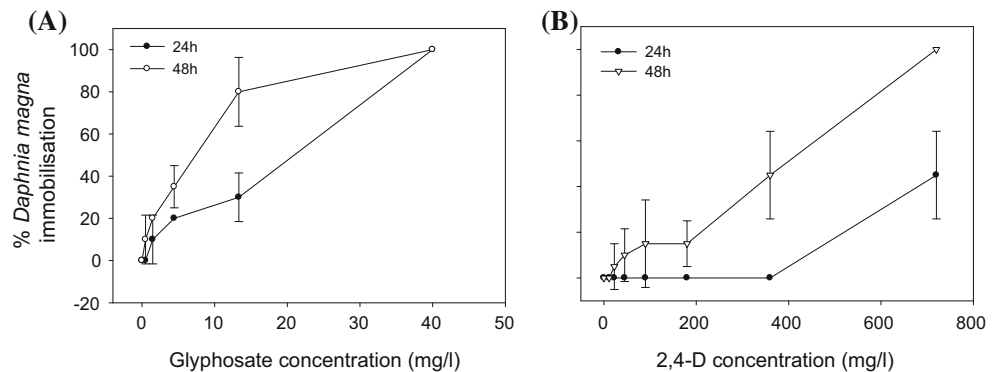 (A)
24h
48h
100
80
60
40
20
0
-20
% Daphnia magna
immobilisation
0 10 20 30 40 50
Glyphosate concentration (mg/l)
(B)
24h
48h
0 200 400 600 800
2,4-D concentration (mg/l)